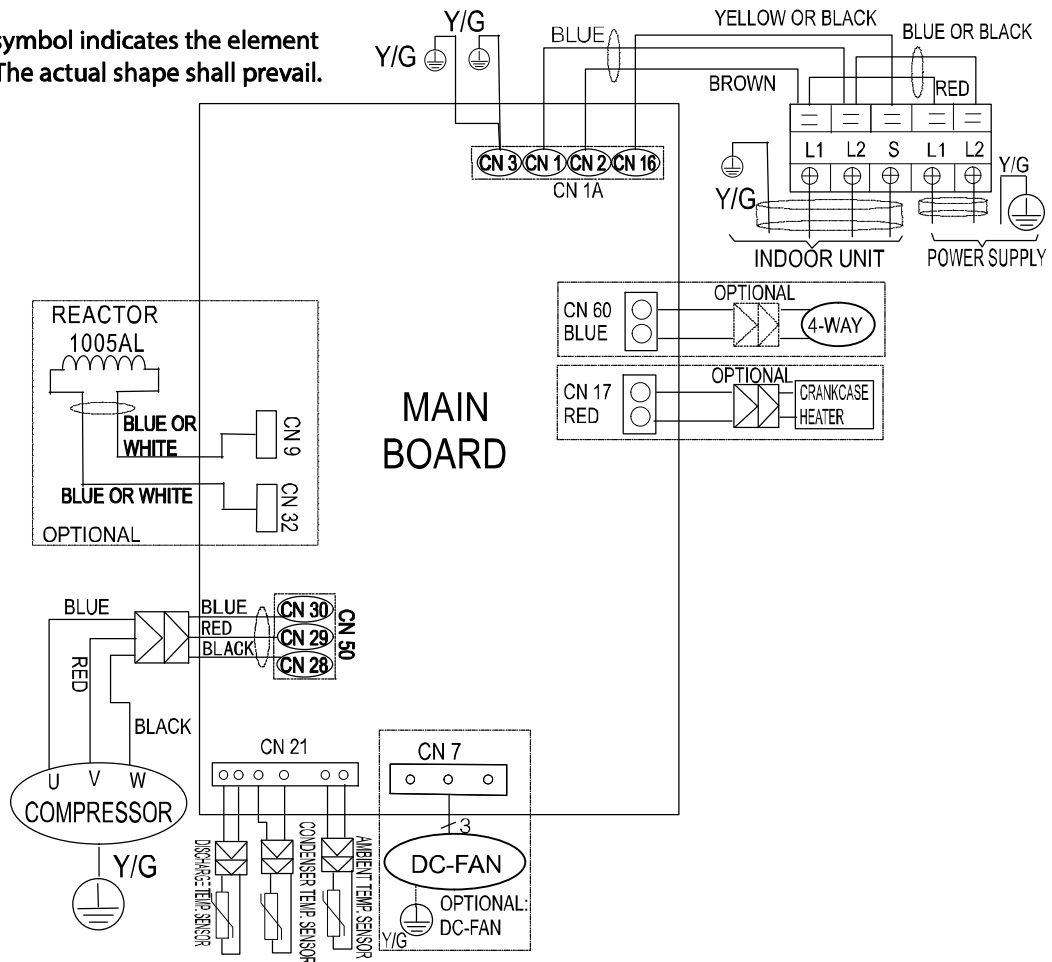 symbol indicates the element
The actual shape shall prevail.
Y/G
Y/G
BLUE
YELLOW OR BLACK
BLUE OR BLACK
BROWN
RED
L1 L2 S L1 L2
Y/G
Y/G
INDOOR UNIT
POWER SUPPLY
CN 3 CN 1 CN 2 CN 16
CN 1A
CN 60
BLUE
OPTIONAL
4-WAY
CN 17
RED
OPTIONAL
CRANKCASE
HEATER
REACTOR
1005AL
BLUE OR
WHITE
CN 9
BLUE OR WHITE
CN 32
OPTIONAL
MAIN
BOARD
BLUE
RED
BLACK
BLUE
RED
BLACK
CN 30
CN 29
CN 28
CN 50
U V W
COMPRESSOR
Y/G
CN 21
DISCHARGE TEMP. SENSOR
CONDENSER TEMP. SENSOR
AMBIENT TEMP. SENSOR
CN 7
3
DC-FAN
OPTIONAL:
DC-FAN
Y/G